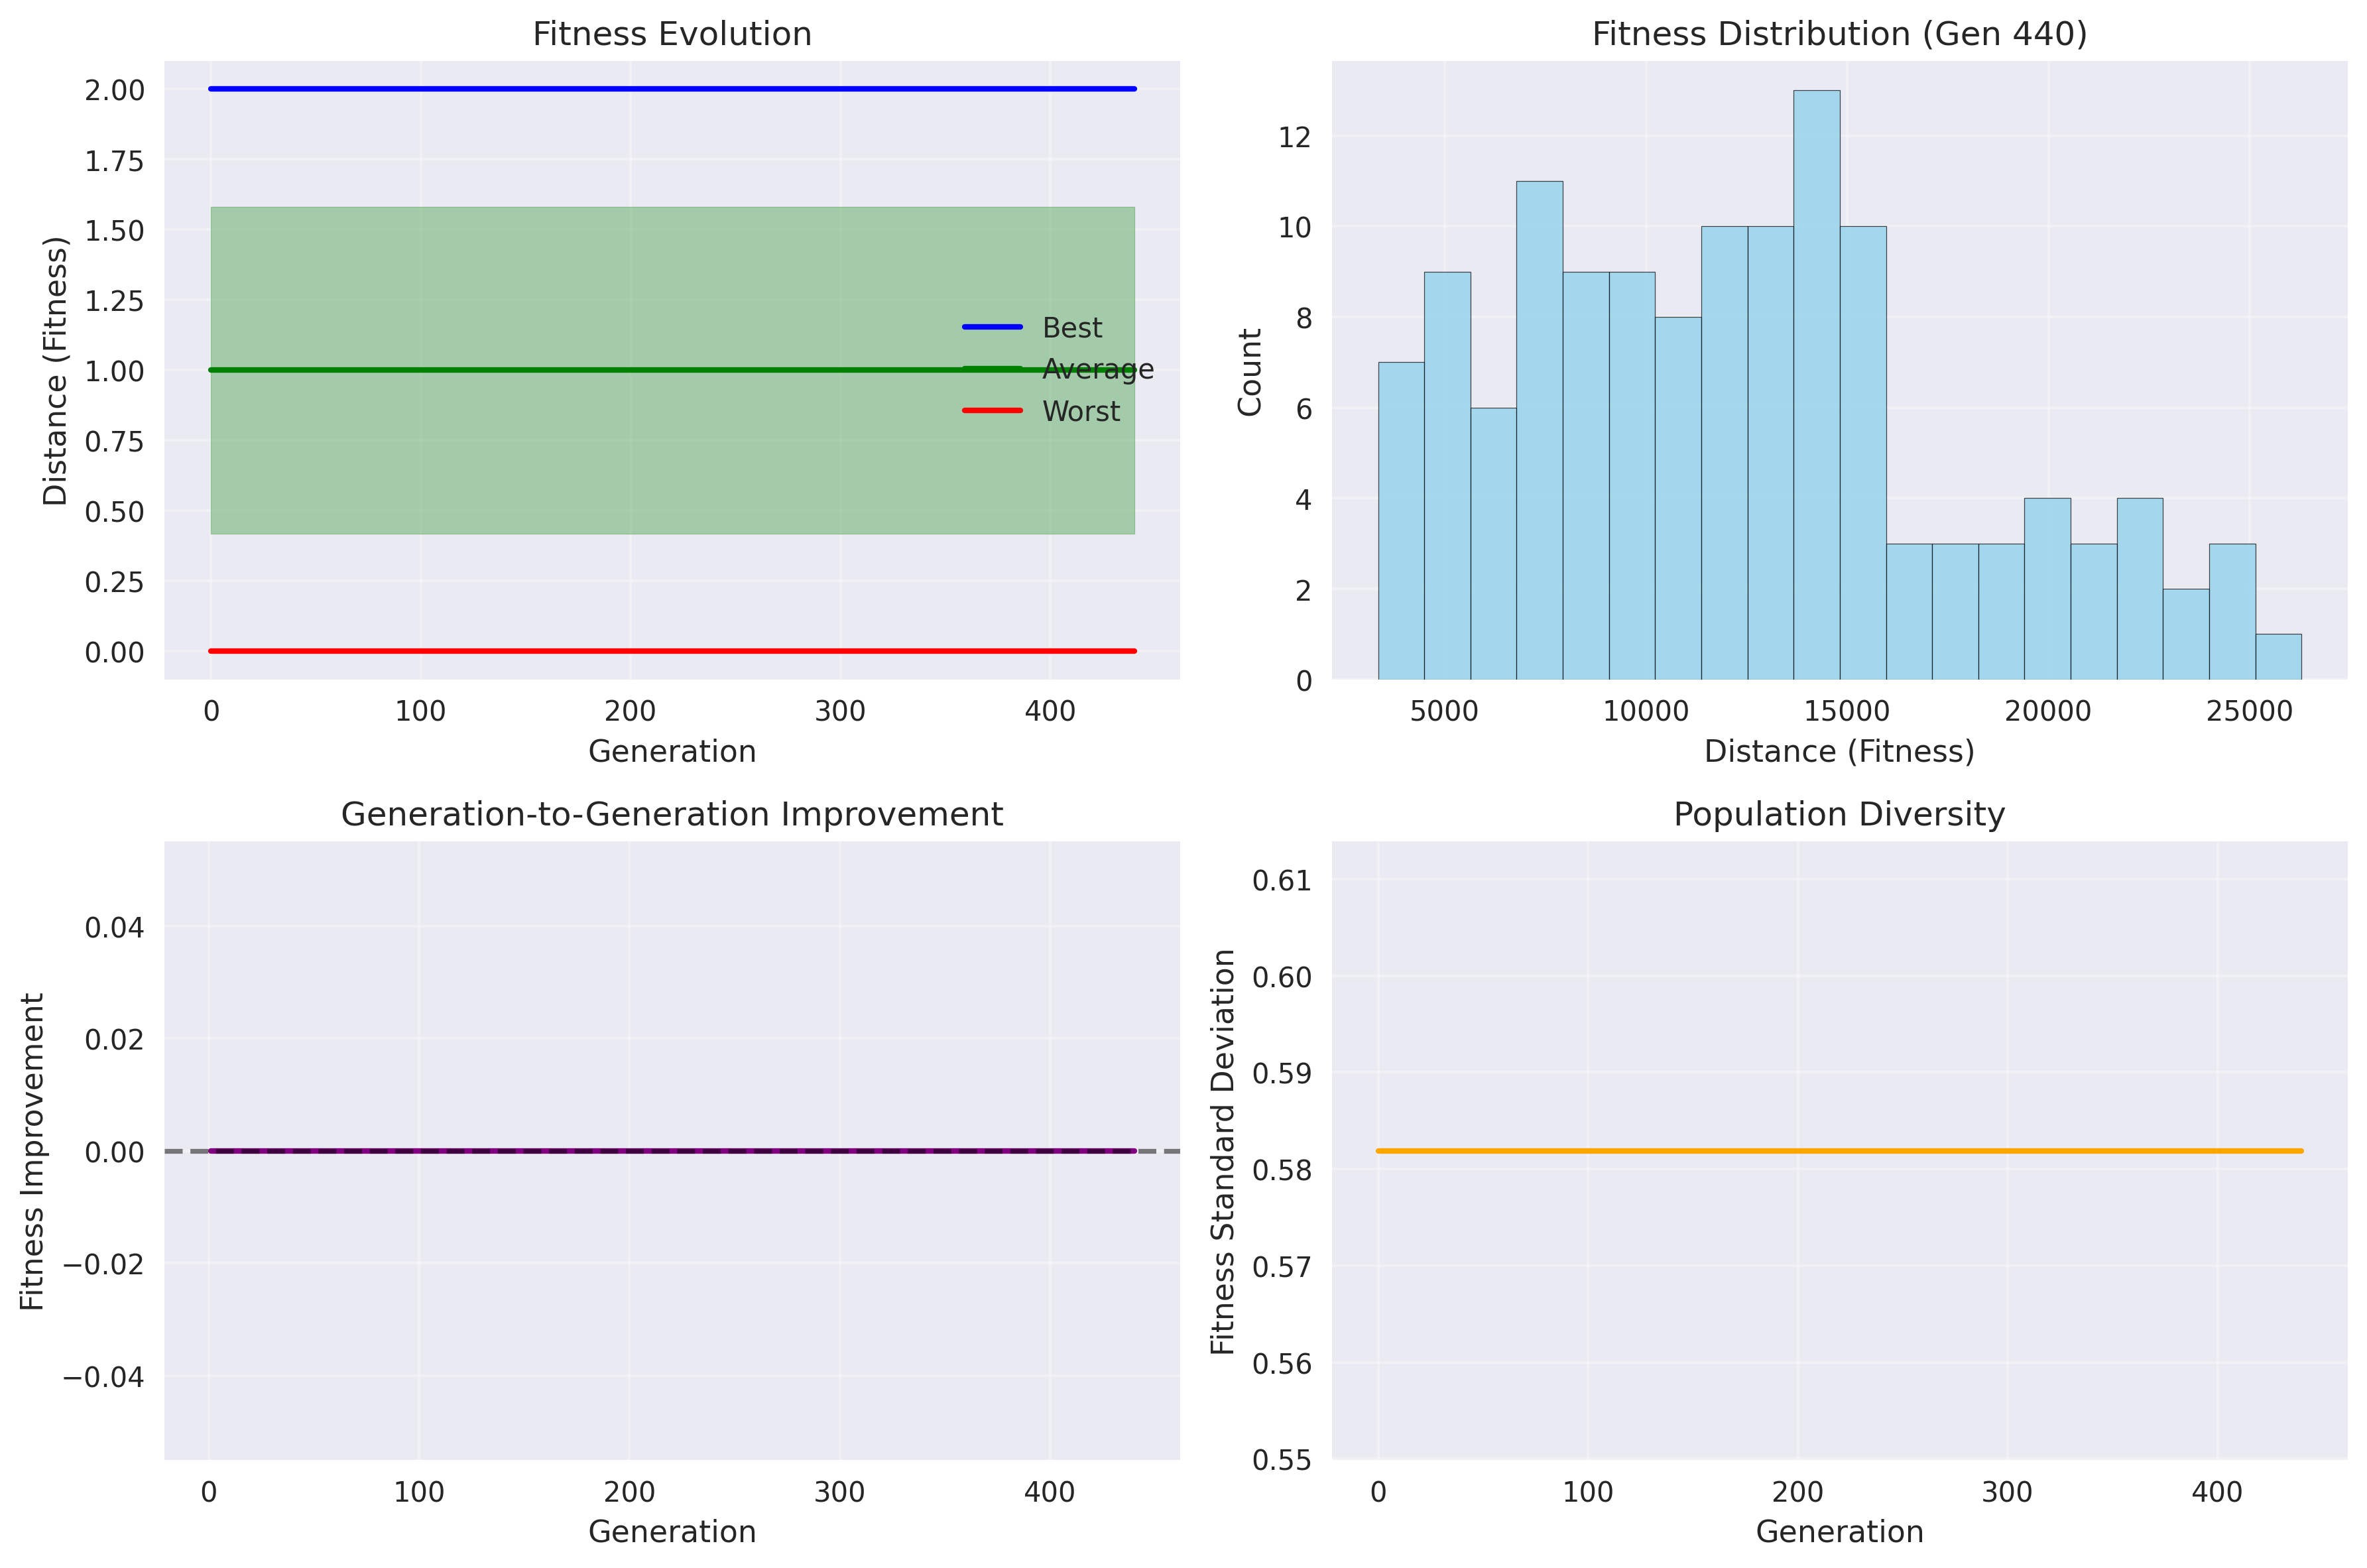 Fitness Evolution
Distance (Fitness)
2.00
1.75
1.50
1.25
1.00
0.75
0.50
0.25
0.00
Best
Average
Worst
0 100 200 300 400
Generation
Fitness Distribution (Gen 440)
Count
12
10
8
6
4
2
0
5000 10000 15000 20000 25000
Distance (Fitness)
Generation-to-Generation Improvement
Fitness Improvement
0.04
0.02
0.00
−0.02
−0.04
0 100 200 300 400
Generation
Population Diversity
Fitness Standard Deviation
0.61
0.60
0.59
0.58
0.57
0.56
0.55
0 100 200 300 400
Generation